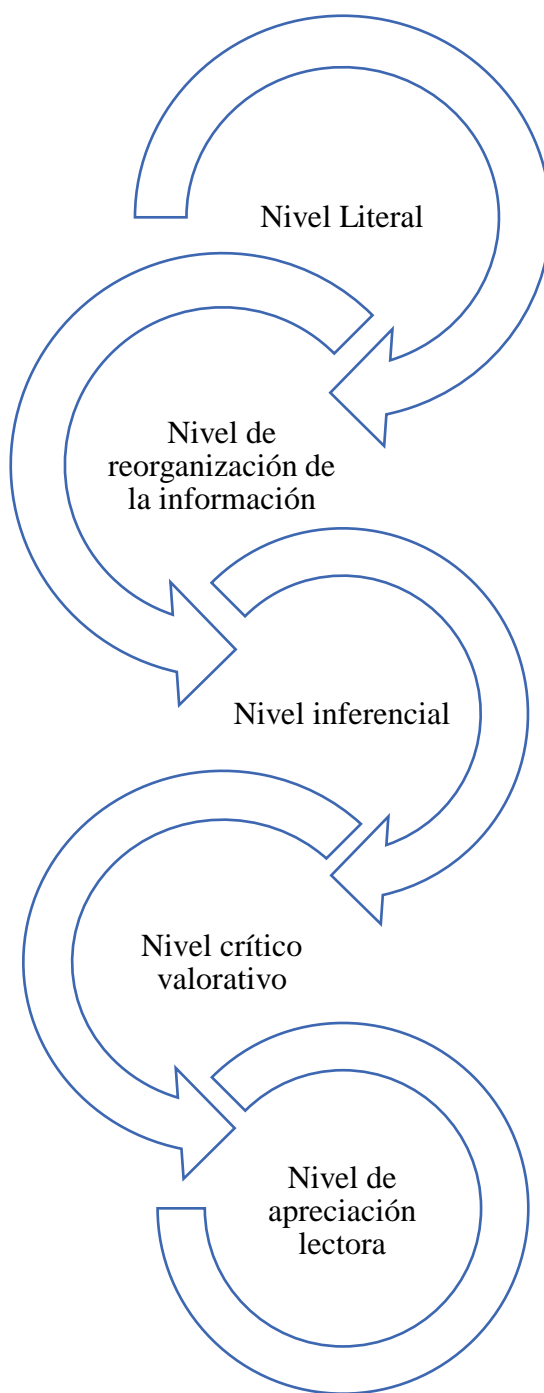 Nivel Literal
Nivel de
reorganización de
la información
Nivel inferencial
Nivel crítico
valorativo
Nivel de
apreciación
lectora